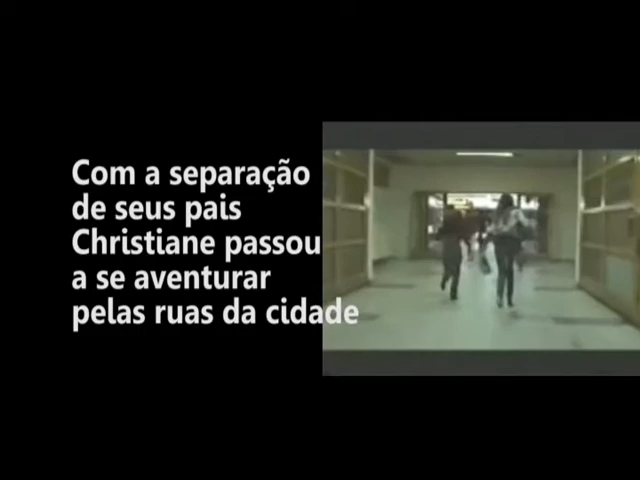 Com a separação
de seus pais
Christiane passou
a se aventurar
pelas ruas da cidade